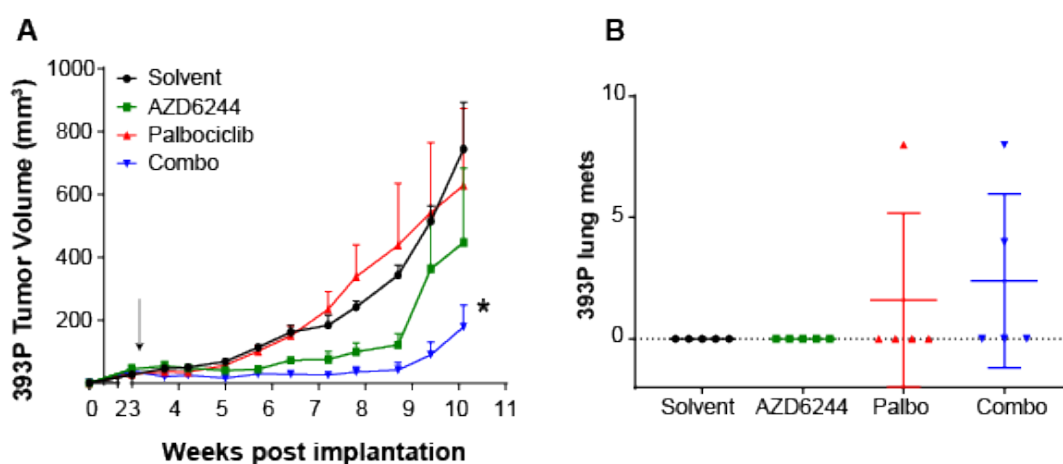 A
393P Tumor Volume (mm³)
1000
800
600
400
200
Solvent
AZD6244
Palbociclib
Combo
*
0 2 3 4 5 6 7 8 9 10 11
Weeks post implantation
B
393P lung mets
10
5
0
Solvent AZD6244 Palbo Combo